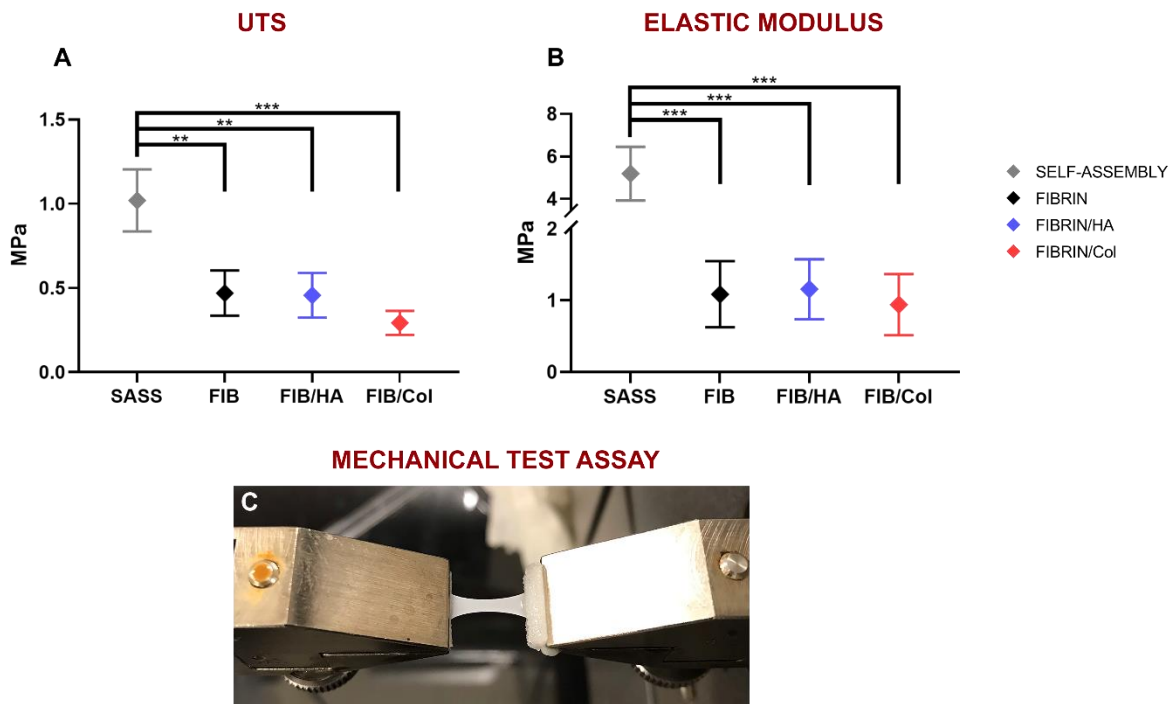 UTS
A
1.5
1.0
0.5
0.0
MPa
***
**
**
SASS FIB FIB/HA FIB/Col
ELASTIC MODULUS
B
8
6
4
2
1
0
MPa
***
***
***
SASS FIB FIB/HA FIB/Col
SELF-ASSEMBLY
FIBRIN
FIBRIN/HA
FIBRIN/Col
MECHANICAL TEST ASSAY
C